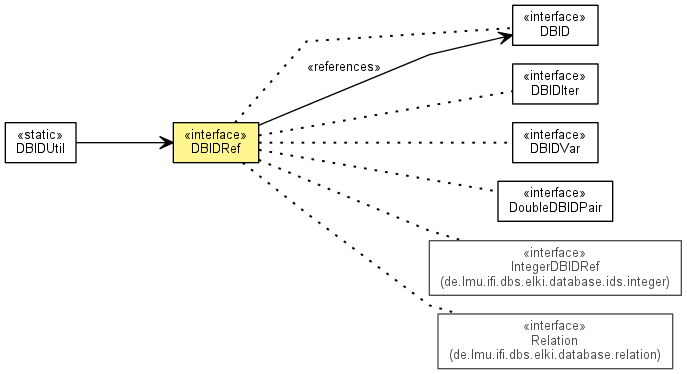 «interface»
DBID
«references»
«interface»
DBIDIter
«static»
DBIDUtil
«interface»
DBIDRef
«interface»
DBIDVar
«interface»
DoubleDBIDPair
«interface»
IntegerDBIDRef
(de.lmu.ifi.dbs.elki.database.ids.integer)
«interface»
Relation
(de.lmu.ifi.dbs.elki.database.relation)